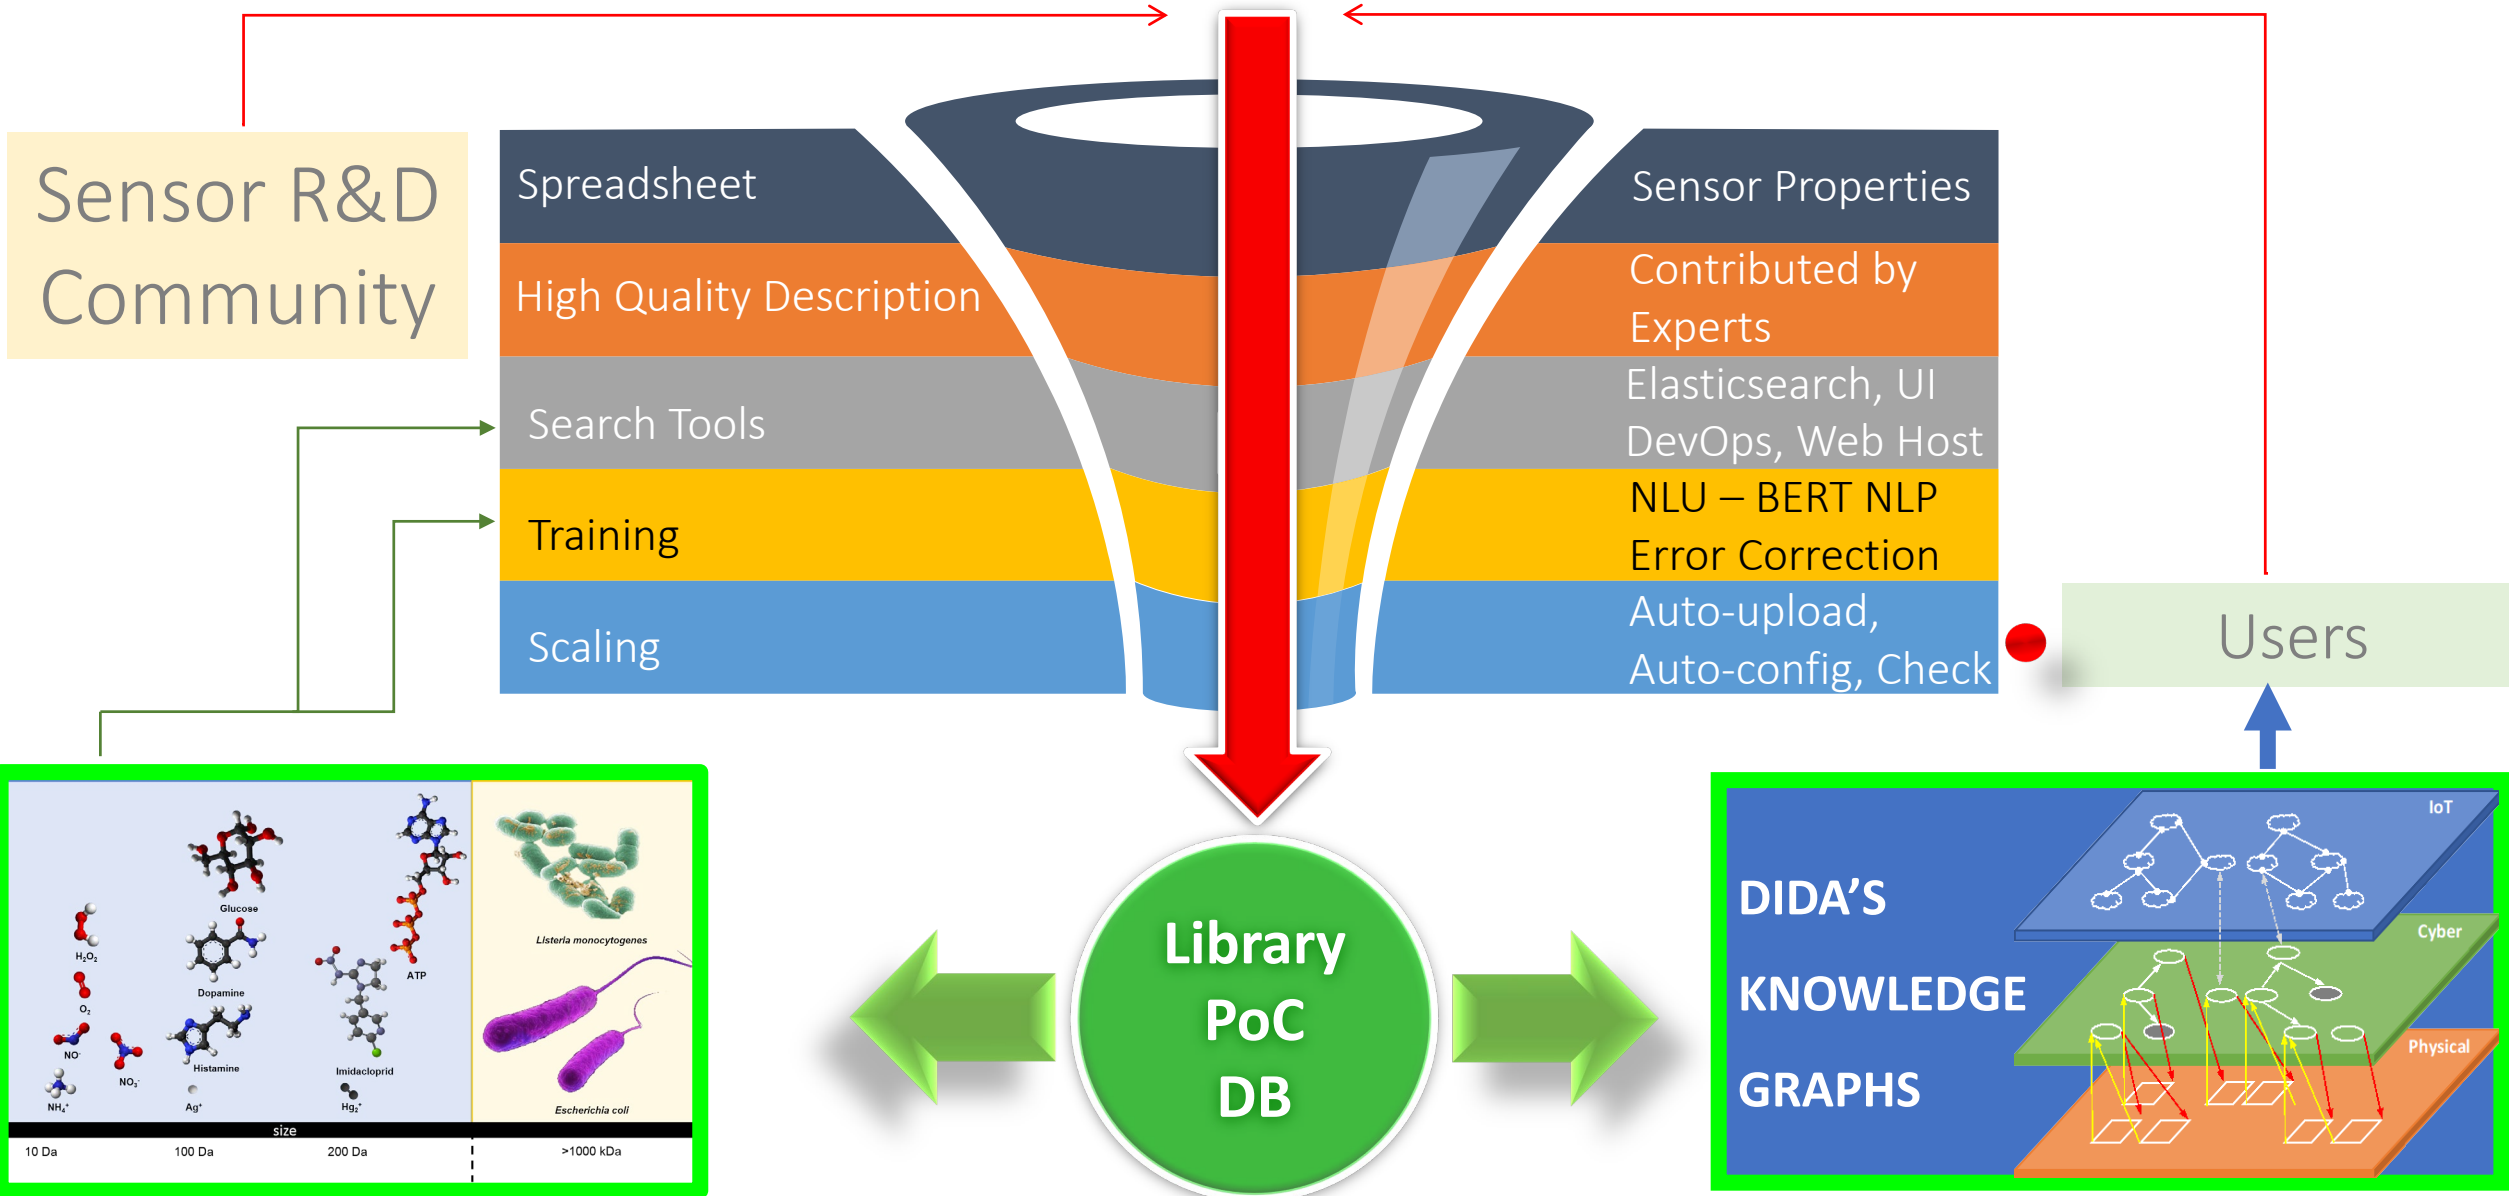 Sensor R&D
Community
Spreadsheet
High Quality Description
Search Tools
Training
Scaling
Sensor Properties
Contributed by
Experts
Elasticsearch, UI
DevOps, Web Host
NLU – BERT NLP
Error Correction
Auto-upload,
Auto-config, Check
Users
Glucose
H₂O₂
O₂
NO⁻
NH₄⁺
NO₃⁻
Dopamine
Histamine
Ag⁺
ATP
Imidacloprid
Hg₂⁺
Listeria monocytogenes
Escherichia coli
size
10 Da
100 Da
200 Da
>1000 kDa
Library
PoC
DB
DIDA'S
KNOWLEDGE
GRAPHS
IoT
Cyber
Physical